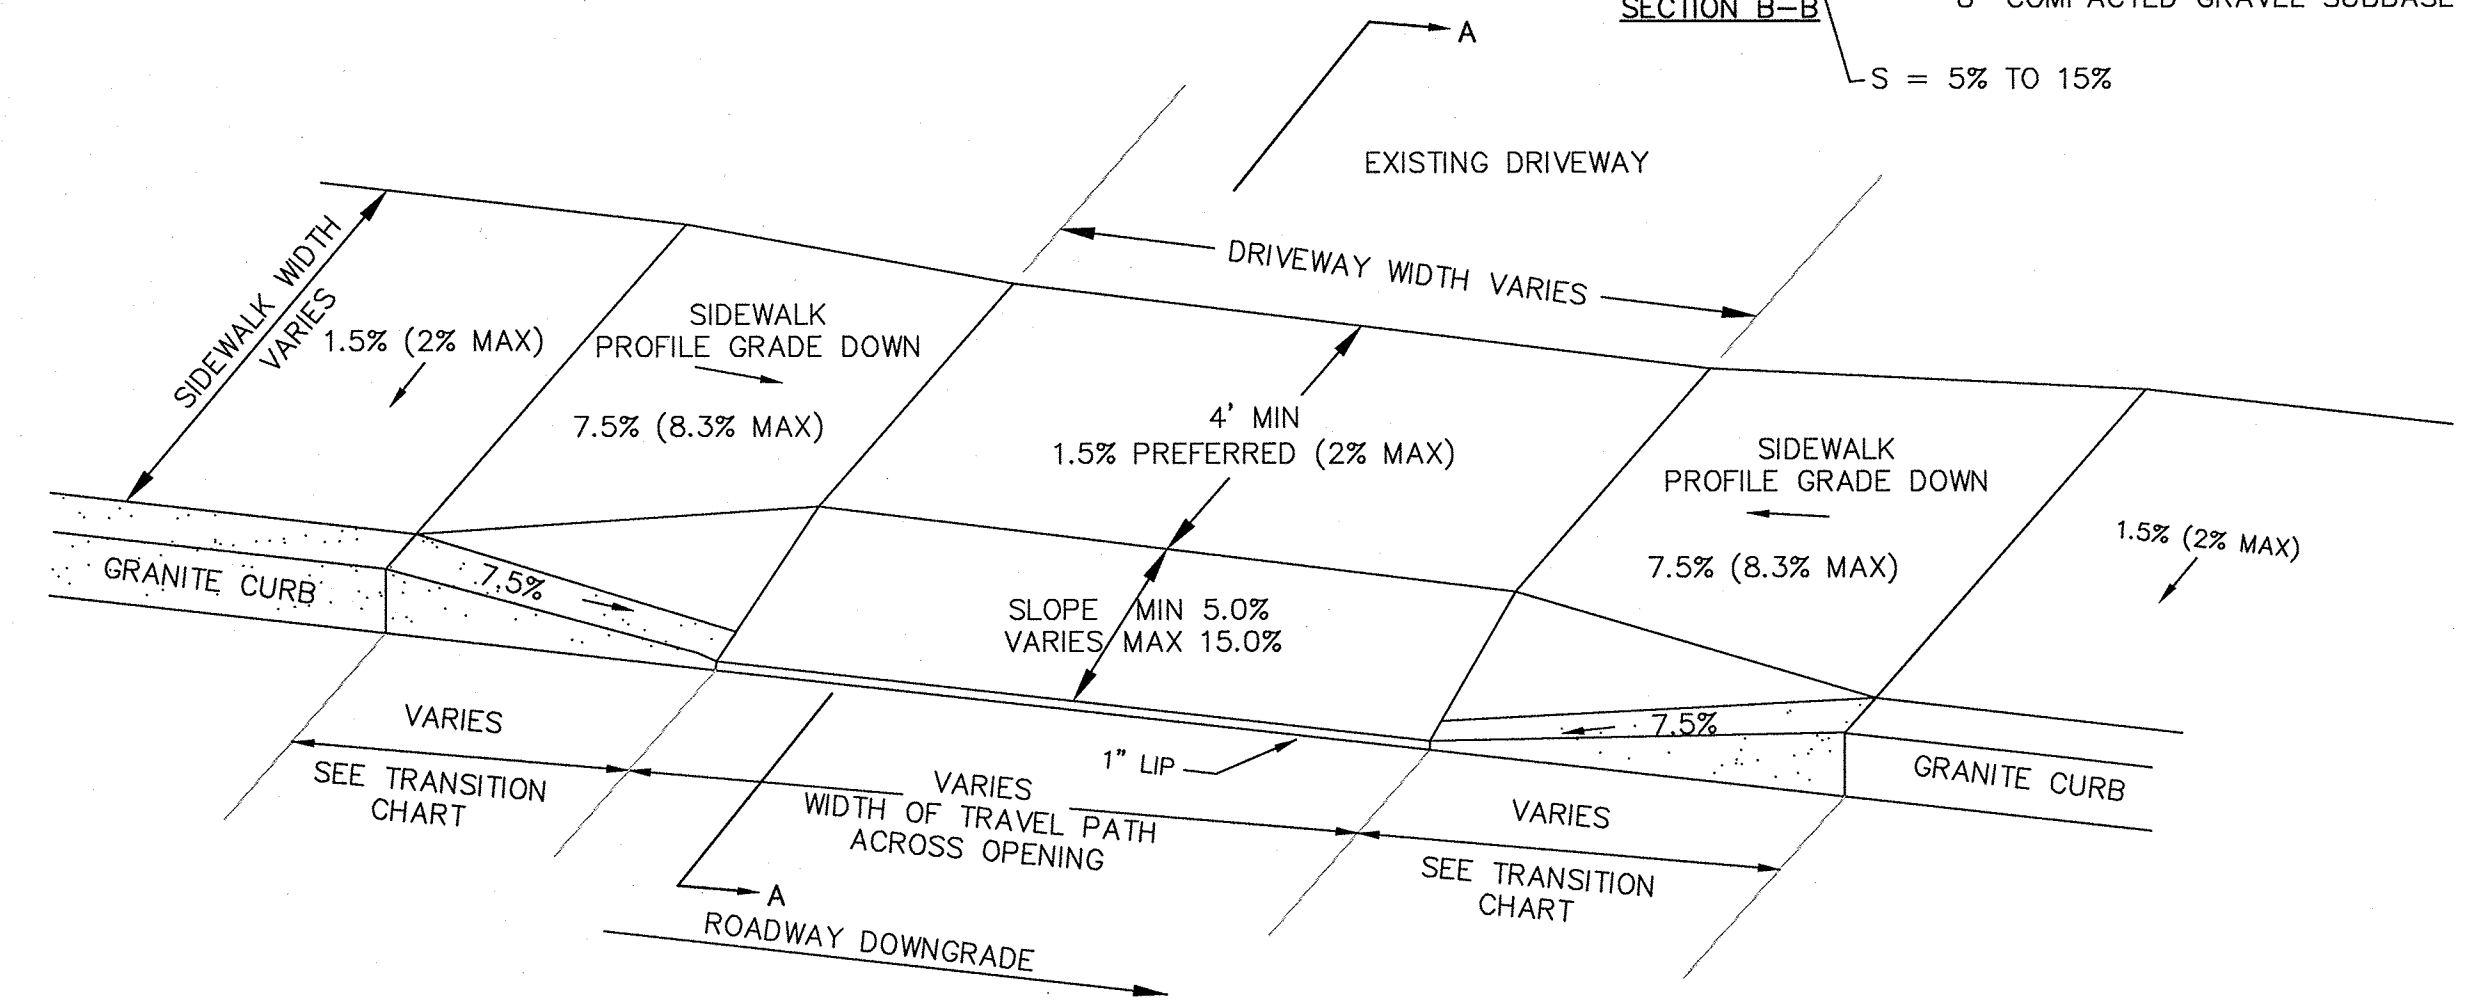 SECTION B-B
8" COMPACTED GRAVEL SUBBASE
A
S = 5% TO 15%
EXISTING DRIVEWAY
DRIVEWAY WIDTH VARIES
SIDEWALK WIDTH
VARIES
1.5% (2% MAX)
SIDEWALK
PROFILE GRADE DOWN
7.5% (8.3% MAX)
4' MIN
1.5% PREFERRED (2% MAX)
SIDEWALK
PROFILE GRADE DOWN
7.5% (8.3% MAX)
1.5% (2% MAX)
GRANITE CURB
7.5%
SLOPE MIN 5.0%
VARIES MAX 15.0%
VARIES
SEE TRANSITION
CHART
1" LIP
7.5%
GRANITE CURB
VARIES
WIDTH OF TRAVEL PATH
ACROSS OPENING
VARIES
SEE TRANSITION
CHART
A
ROADWAY DOWNGRADE